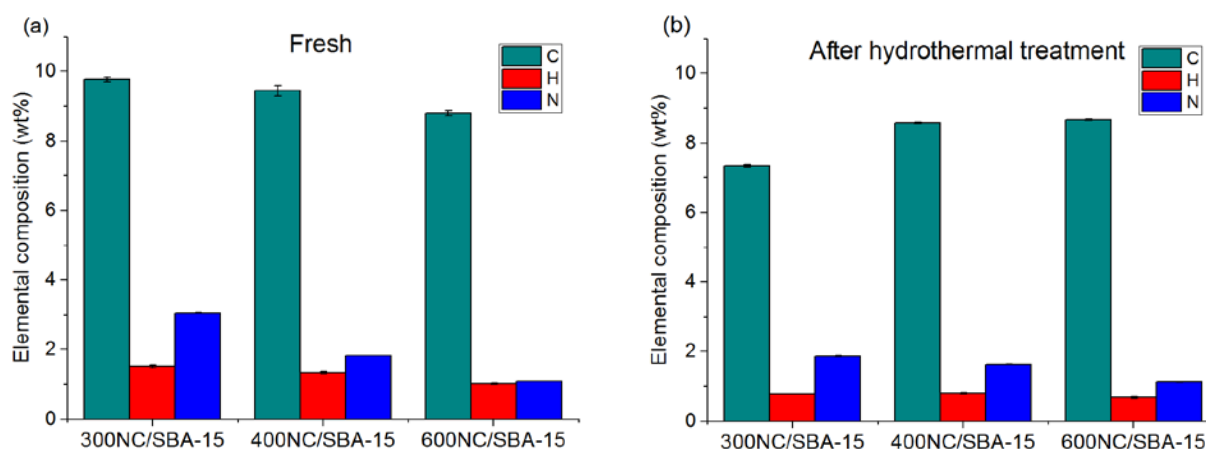 (a)
Fresh
C
H
N
Elemental composition (wt%)
10
8
6
4
2
0
300NC/SBA-15 400NC/SBA-15 600NC/SBA-15
(b)
After hydrothermal treatment
C
H
N
Elemental composition (wt%)
10
8
6
4
2
0
300NC/SBA-15 400NC/SBA-15 600NC/SBA-15